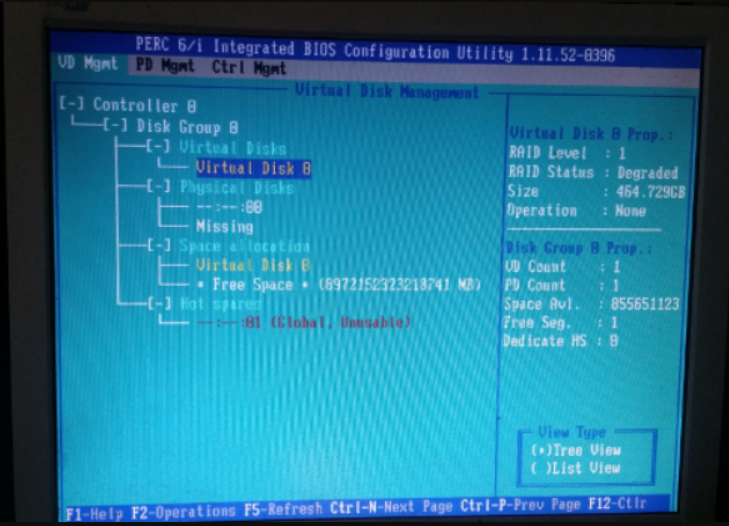 PERC 6/i Integrated BIOS Configuration Utility 1.11.52-0396
VD Mgmt PD Mgmt Ctrl Mgmt
Virtual Disk Management
[-] Controller 0
[-] Disk Group 0
[-] Virtual Disks
Virtual Disk 0
[-] Physical Disks
--:--:00
Missing
[-] Space allocation
Virtual Disk 0
* Free Space * (8972152323218741 MB)
[-] Hot spares
--:--:01 (Global, Unusable)
Virtual Disk 0 Prop.:
RAID Level : 1
RAID Status : Degraded
Size : 464.729GB
Operation : None
Disk Group 0 Prop.:
VD Count : 1
PD Count : 1
Space Avl. : 855651123
Free Seg. : 1
Dedicate HS : 0
View Type
(•)Tree View
( )List View
F1-Help F2-Operations F5-Refresh Ctrl-N-Next Page Ctrl-P-Prev Page F12-Ctlr